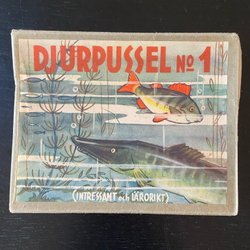 DJURPUSSEL No 1
(INTRESSANT och LÄRORIKT)